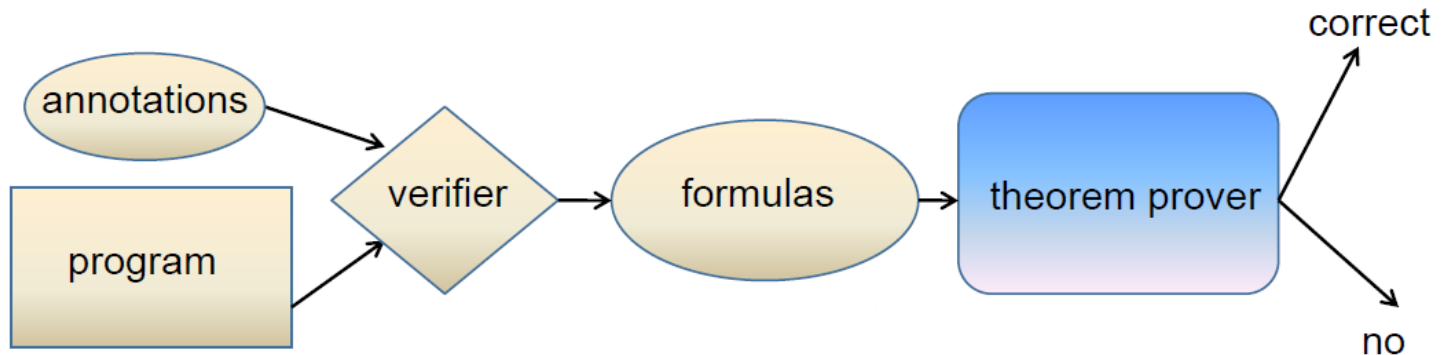 correct
annotations
verifier
formulas
theorem prover
program
no